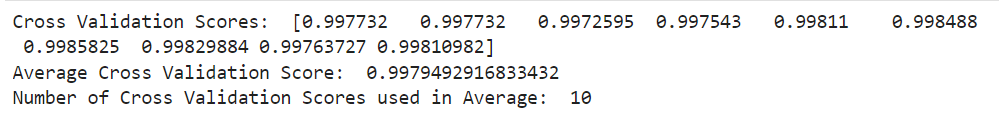 Cross Validation Scores:  [0.997732   0.997732   0.9972595  0.997543   0.99811    0.998488
 0.9985825  0.99829884 0.99763727 0.99810982]
Average Cross Validation Score:  0.9979492916833432
Number of Cross Validation Scores used in Average:  10